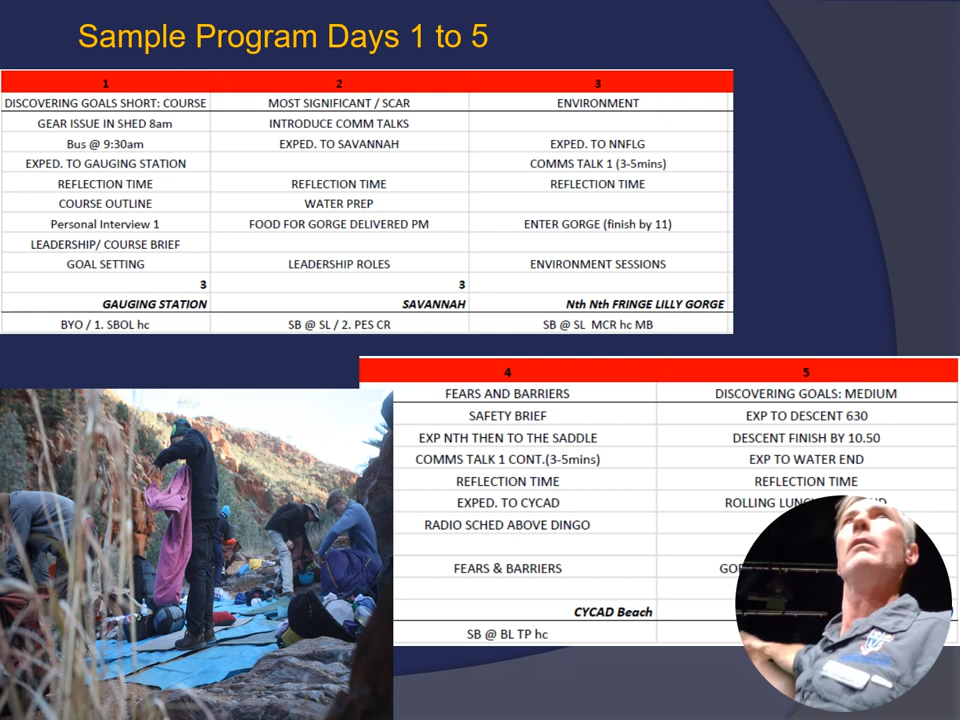 Sample Program Days 1 to 5
1 2 3
DISCOVERING GOALS SHORT: COURSE MOST SIGNIFICANT / SCAR ENVIRONMENT
GEAR ISSUE IN SHED 8am INTRODUCE COMM TALKS
Bus @ 9:30am EXPED. TO SAVANNAH EXPED. TO NNFLG
EXPED. TO GAUGING STATION COMMS TALK 1 (3-5mins)
REFLECTION TIME REFLECTION TIME REFLECTION TIME
COURSE OUTLINE WATER PREP
Personal Interview 1 FOOD FOR GORGE DELIVERED PM ENTER GORGE (finish by 11)
LEADERSHIP/ COURSE BRIEF
GOAL SETTING LEADERSHIP ROLES ENVIRONMENT SESSIONS
3 3
GAUGING STATION SAVANNAH Nth Nth FRINGE LILLY GORGE
BYO / 1. SBOL hc SB @ SL / 2. PES CR SB @ SL MCR hc MB
4 5
FEARS AND BARRIERS DISCOVERING GOALS: MEDIUM
SAFETY BRIEF EXP TO DESCENT 630
EXP NTH THEN TO THE SADDLE DESCENT FINISH BY 10.50
COMMS TALK 1 CONT.(3-5mins) EXP TO WATER END
REFLECTION TIME REFLECTION TIME
EXPED. TO CYCAD ROLLING
RADIO SCHED ABOVE DINGO
FEARS & BARRIERS
CYCAD Beach
SB @ BL TP hc